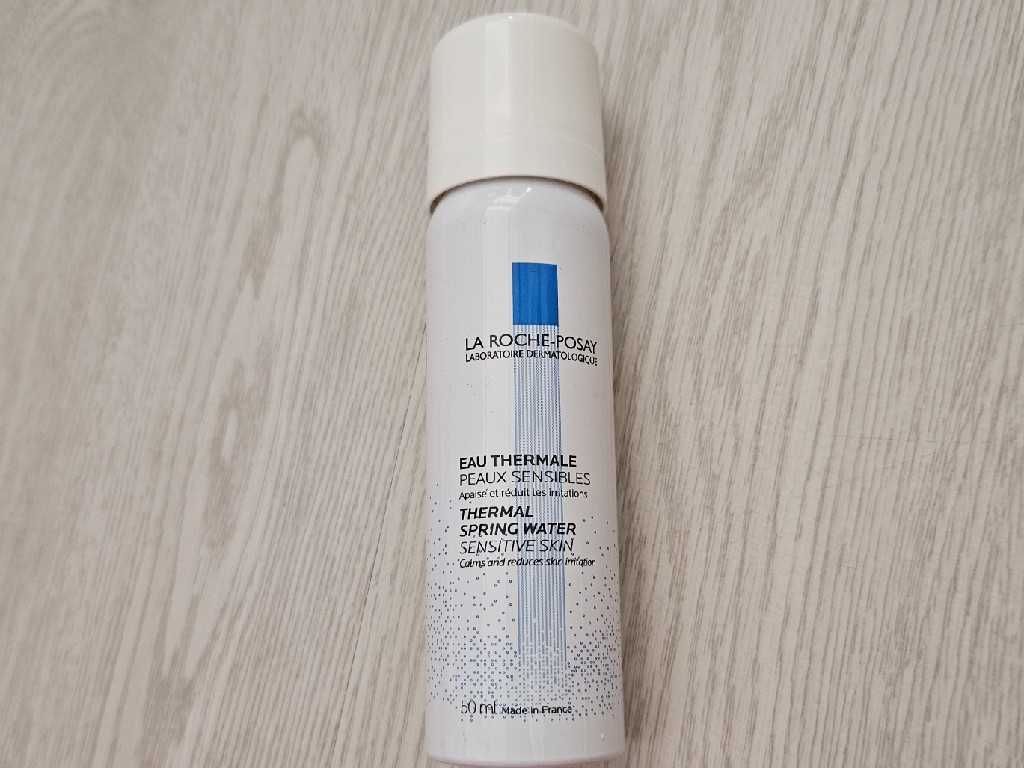 LA ROCHE-POSAY
LABORATOIRE DERMATOLOGIQUE
EAU THERMALE
PEAUX SENSIBLES
Apaise et réduit les irritations
THERMAL
SPRING WATER
SENSITIVE SKIN
Calms and reduces skin irritation
50 ml Made in France